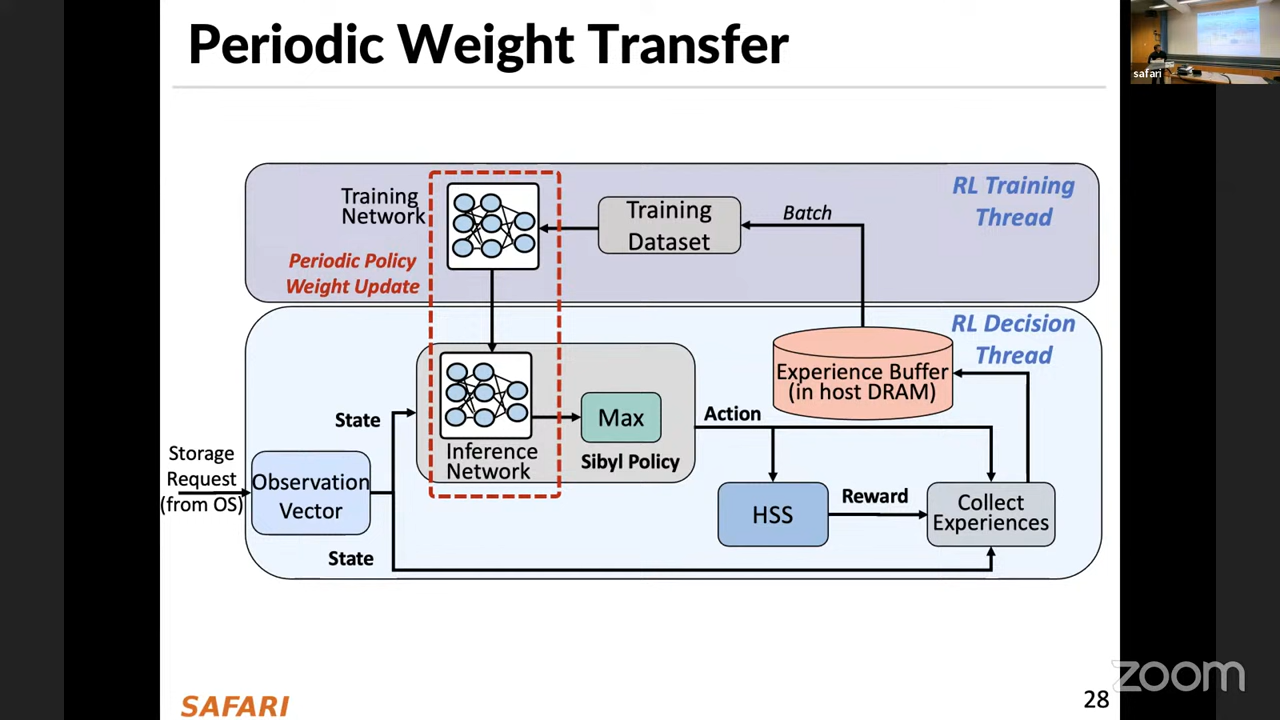 Periodic Weight Transfer
safari
Training
Network
Training
Dataset
Batch
RL Training
Thread
Periodic Policy
Weight Update
RL Decision
Thread
Experience Buffer
(in host DRAM)
State
Max
Action
Inference
Network
Sibyl Policy
Storage
Request
(from OS)
Observation
Vector
HSS
Reward
Collect
Experiences
State
SAFARI
28
zoom